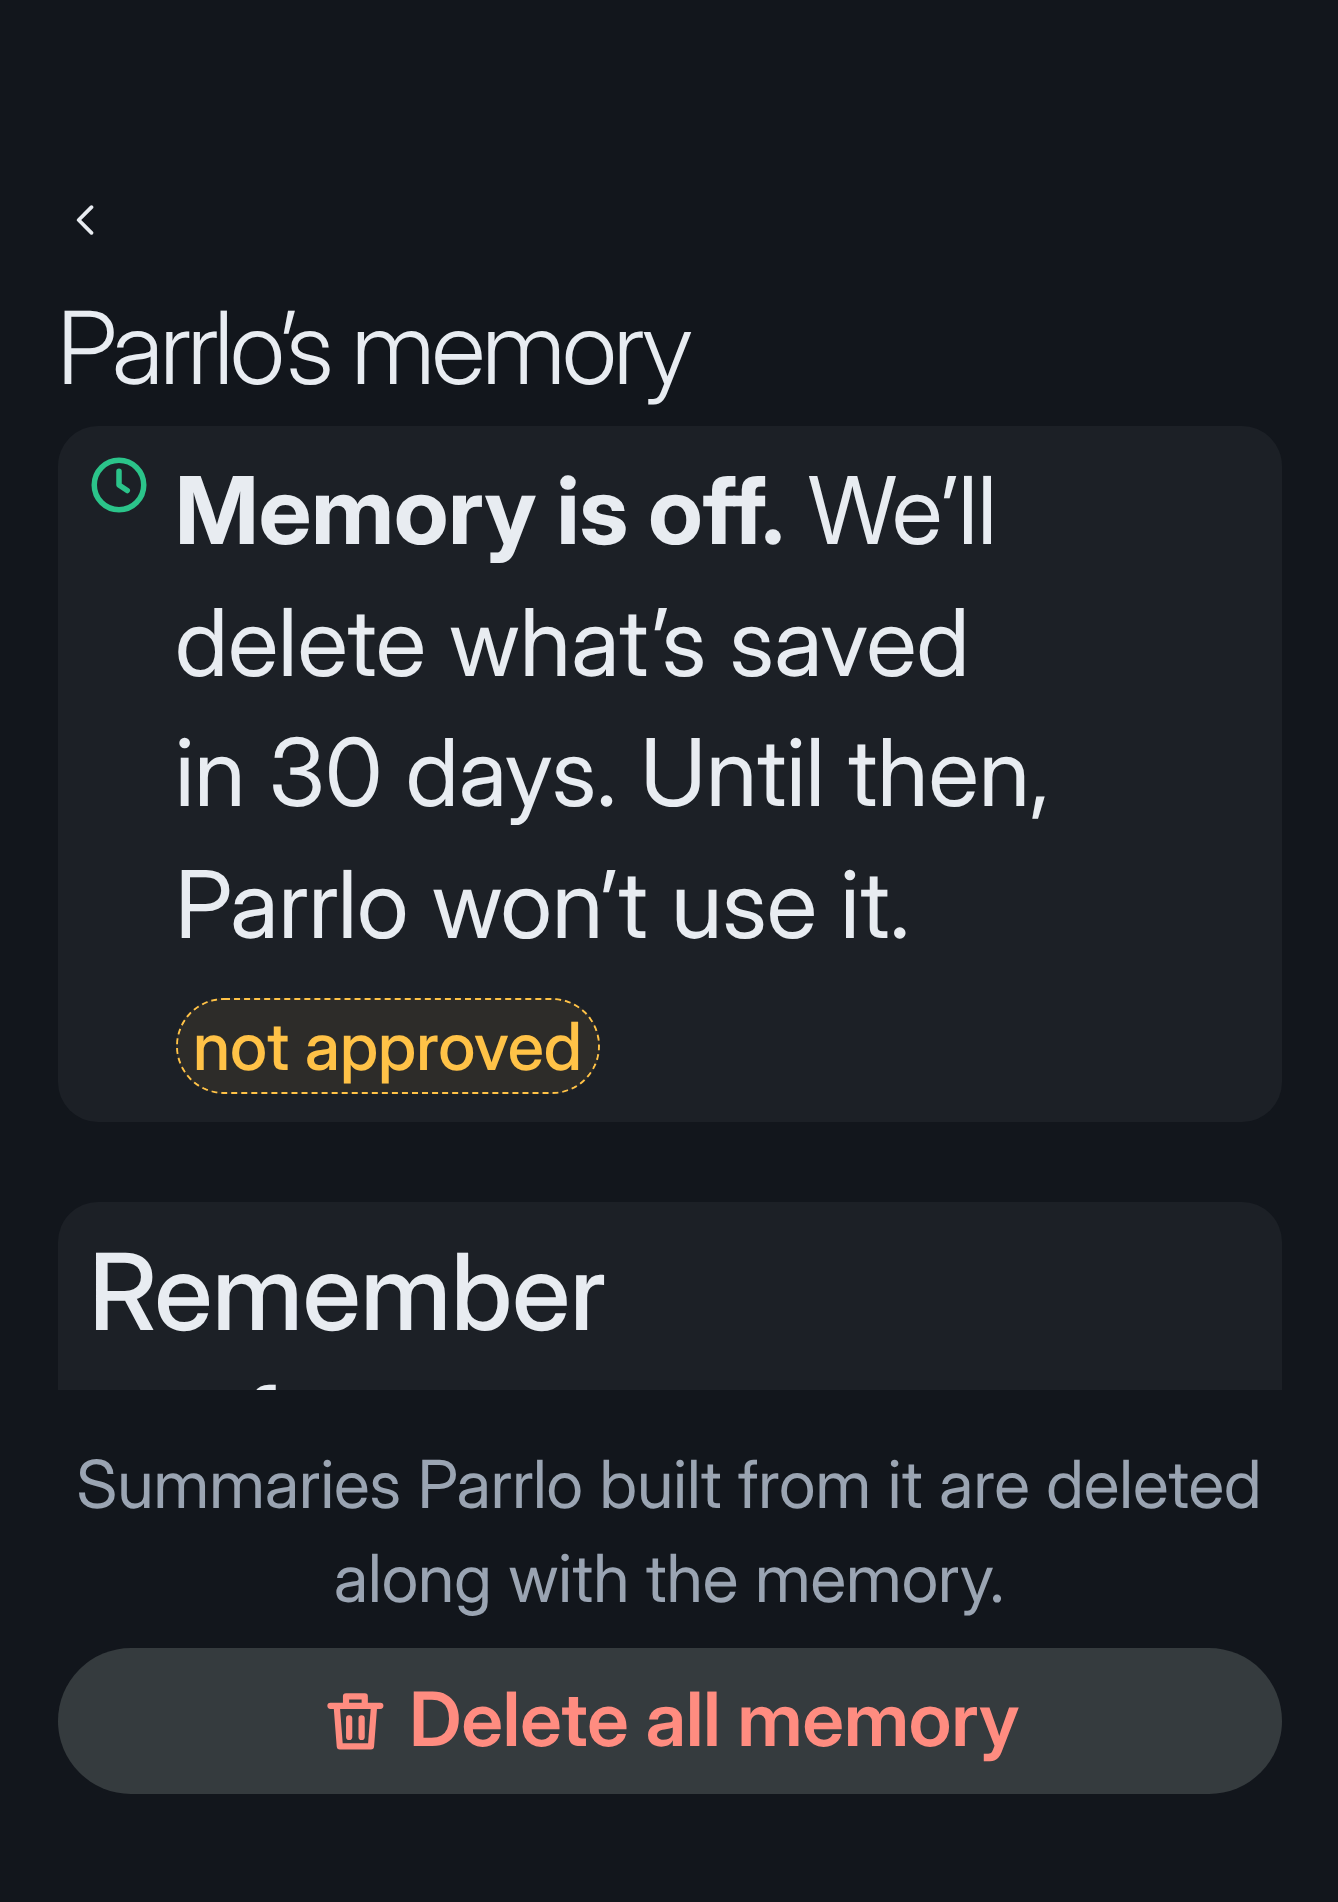 Parrlo’s memory
Memory is off. We’ll
delete what’s saved
in 30 days. Until then,
Parrlo won’t use it.
not approved
Remember
Summaries Parrlo built from it are deleted
along with the memory.
Delete all memory